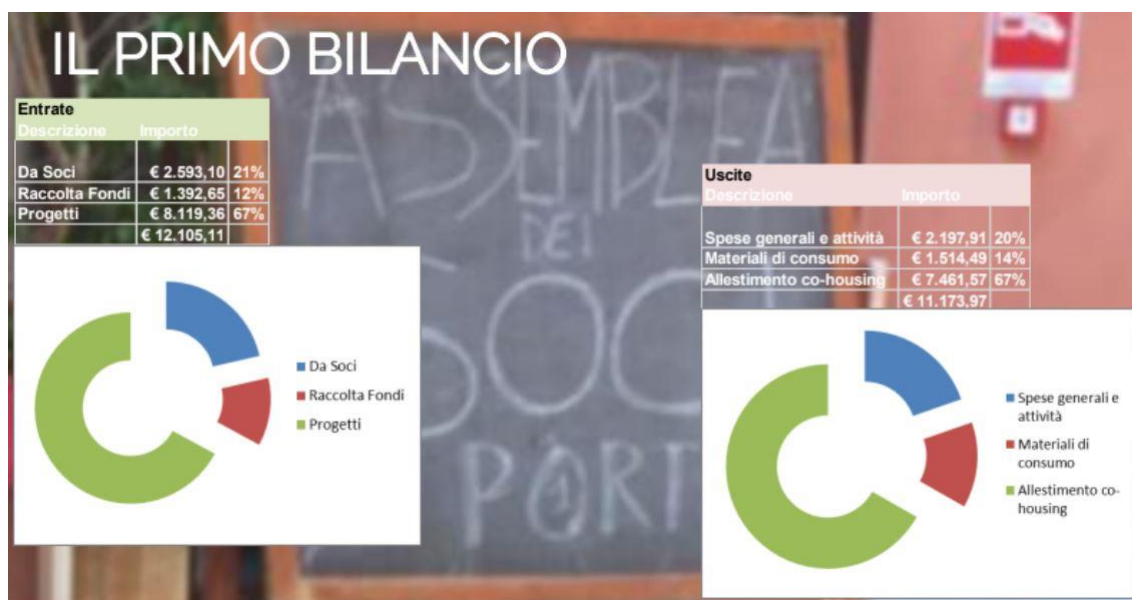 IL PRIMO BILANCIO
Entrate
Descrizione Importo
Da Soci € 2.593,10 21%
Raccolta Fondi € 1.392,65 12%
Progetti € 8.119,36 67%
€ 12.105,11
Da Soci
Raccolta Fondi
Progetti
ASSEMBLEA
DEI
SOC
PORT
Uscite
Descrizione Importo
Spese generali e attività € 2.197,91 20%
Materiali di consumo € 1.514,49 14%
Allestimento co-housing € 7.461,57 67%
€ 11.173,97
Spese generali e
attività
Materiali di
consumo
Allestimento co-
housing